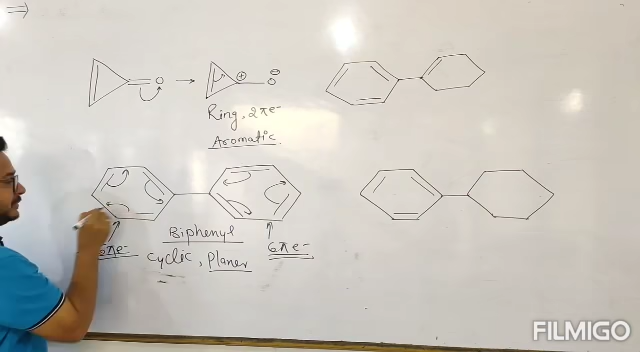 ⇒
O → ⊕ O ⊖
Ring, 2πe-
Aromatic.
Biphenyl
6πe- cyclic, Planer 6πe-.
FILMIGO